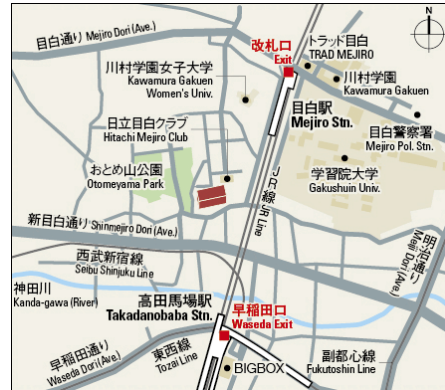 N
目白通り Mejiro Dori (Ave.)
改札口
Exit
トラッド目白
TRAD MEJIRO
川村学園女子大学
Kawamura Gakuen
Women's Univ.
川村学園
Kawamura Gakuen
目白駅
Mejiro Stn.
日立目白クラブ
Hitachi Mejiro Club
目白警察署
Mejiro Pol. Stn.
おとめ山公園
Otomeyama Park
学習院大学
Gakushuin Univ.
JR線 JR Line
新目白通り Shinmejiro Dori (Ave.)
明治通り
Meiji Dori (Ave.)
西武新宿線
Seibu Shinjuku Line
神田川
Kanda-gawa (River)
高田馬場駅
Takadanobaba Stn.
早稲田口
Waseda Exit
早稲田通り
Waseda Dori (Ave.)
東西線
Tozai Line
BIGBOX
副都心線
Fukutoshin Line